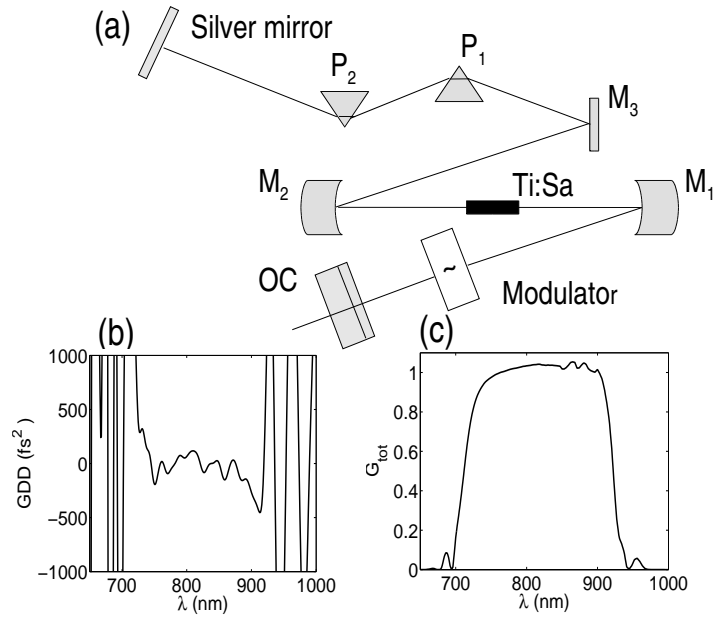 (a)
Silver mirror
P2
P1
M3
M2
Ti:Sa
M1
OC
~
Modulator
(b)
1000
500
0
−500
−1000
GDD (fs²)
700
800
900
1000
λ (nm)
(c)
1
0.8
0.6
0.4
0.2
0
Gtot
700
800
900
1000
λ (nm)